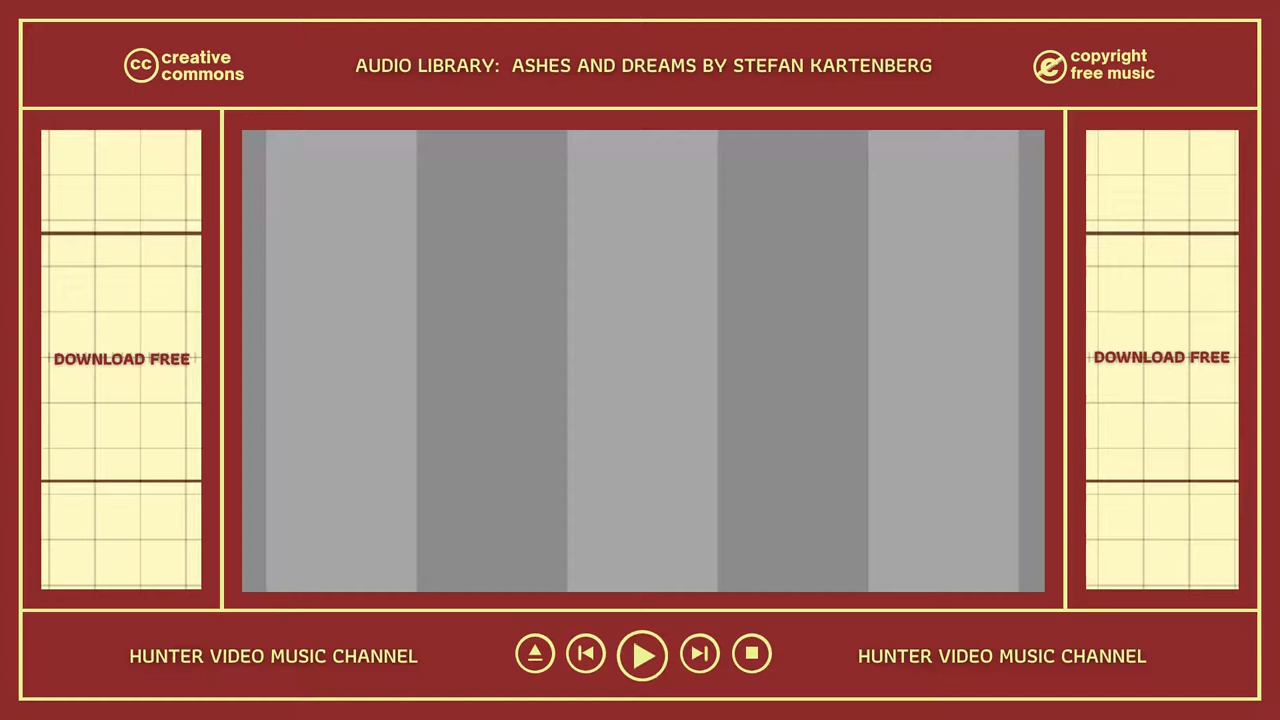 creative
commons
AUDIO LIBRARY: ASHES AND DREAMS BY STEFAN KARTENBERG
copyright
free music
DOWNLOAD FREE
DOWNLOAD FREE
HUNTER VIDEO MUSIC CHANNEL
HUNTER VIDEO MUSIC CHANNEL